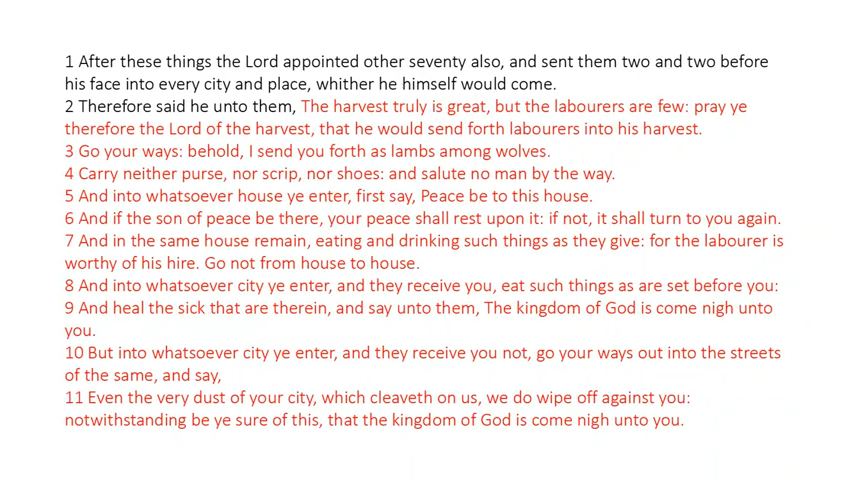 1 After these things the Lord appointed other seventy also, and sent them two and two before
his face into every city and place, whither he himself would come.
2 Therefore said he unto them, The harvest truly is great, but the labourers are few: pray ye
therefore the Lord of the harvest, that he would send forth labourers into his harvest.
3 Go your ways: behold, I send you forth as lambs among wolves.
4 Carry neither purse, nor scrip, nor shoes: and salute no man by the way.
5 And into whatsoever house ye enter, first say, Peace be to this house.
6 And if the son of peace be there, your peace shall rest upon it: if not, it shall turn to you again.
7 And in the same house remain, eating and drinking such things as they give: for the labourer is
worthy of his hire. Go not from house to house.
8 And into whatsoever city ye enter, and they receive you, eat such things as are set before you:
9 And heal the sick that are therein, and say unto them, The kingdom of God is come nigh unto
you.
10 But into whatsoever city ye enter, and they receive you not, go your ways out into the streets
of the same, and say,
11 Even the very dust of your city, which cleaveth on us, we do wipe off against you:
notwithstanding be ye sure of this, that the kingdom of God is come nigh unto you.